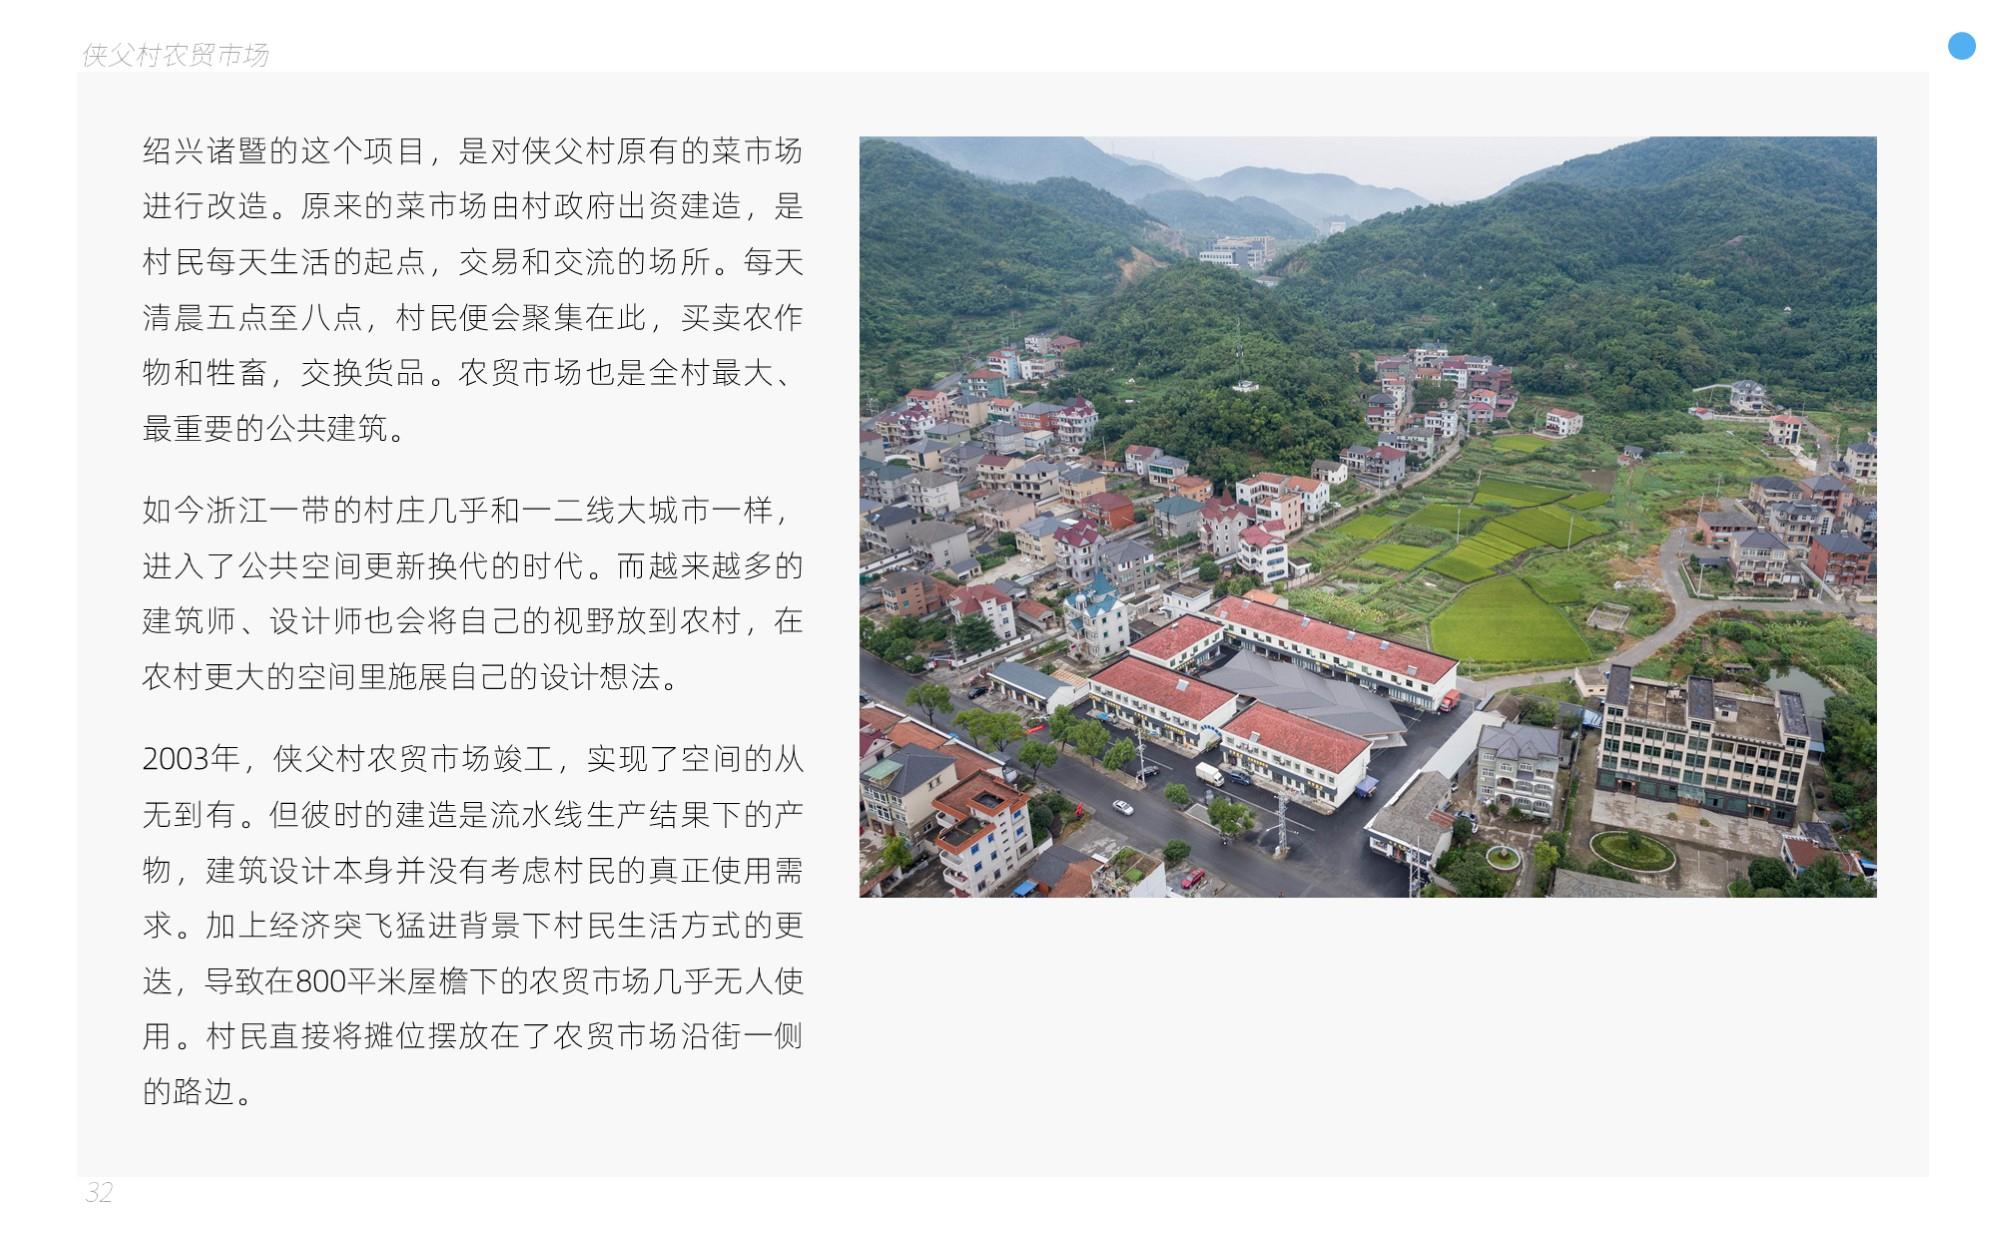 侠父村农贸市场
绍兴诸暨的这个项目，是对侠父村原有的菜市场
进行改造。原来的菜市场由村政府出资建造，是
村民每天生活的起点，交易和交流的场所。每天
清晨五点至八点，村民便会聚集在此，买卖农作
物和牲畜，交换货品。农贸市场也是全村最大、
最重要的公共建筑。
如今浙江一带的村庄几乎和一二线大城市一样，
进入了公共空间更新换代的时代。而越来越多的
建筑师、设计师也会将自己的视野放到农村，在
农村更大的空间里施展自己的设计想法。
2003年，侠父村农贸市场竣工，实现了空间的从
无到有。但彼时的建造是流水线生产结果下的产
物，建筑设计本身并没有考虑村民的真正使用需
求。加上经济突飞猛进背景下村民生活方式的更
迭，导致在800平米屋檐下的农贸市场几乎无人使
用。村民直接将摊位摆放在了农贸市场沿街一侧
的路边。
32